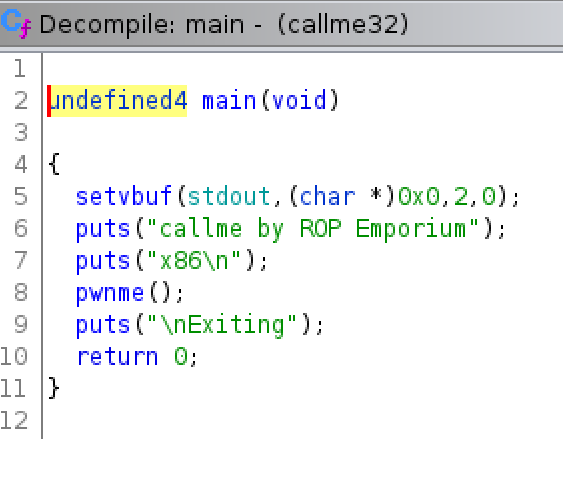 Decompile: main - (callme32)
1
2 undefined4 main(void)
3
4 {
5 setvbuf(stdout,(char *)0x0,2,0);
6 puts("callme by ROP Emporium");
7 puts("x86\n");
8 pwnme();
9 puts("\nExiting");
10 return 0;
11 }
12